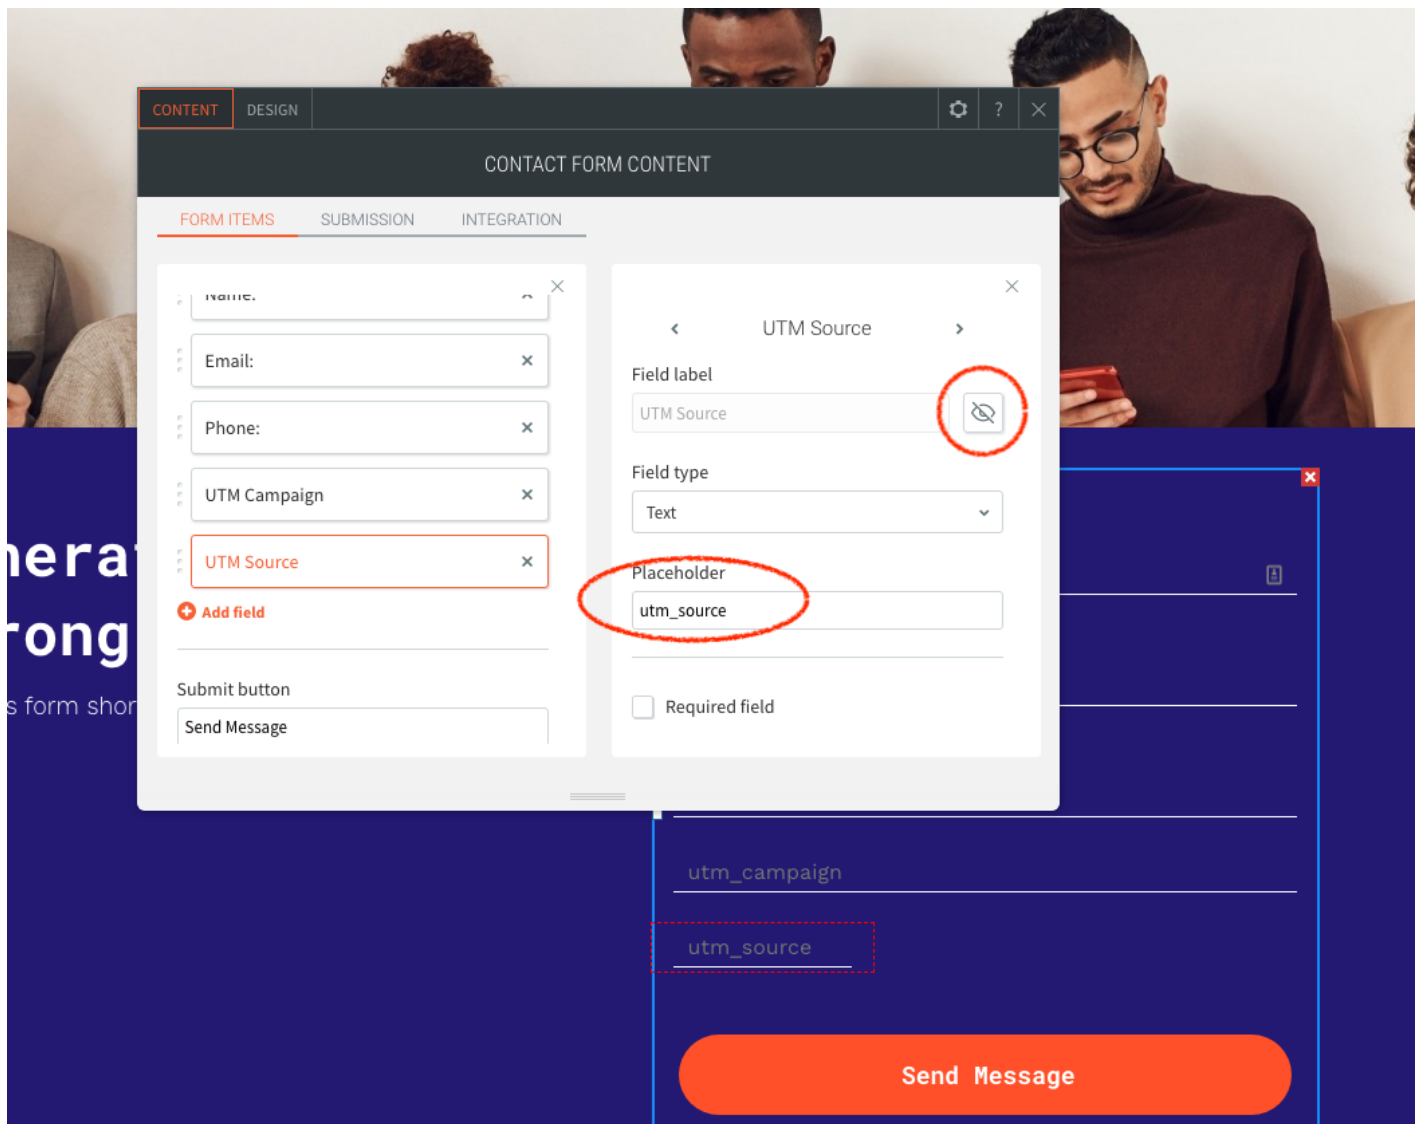 CONTENT DESIGN ?
CONTACT FORM CONTENT
FORM ITEMS SUBMISSION INTEGRATION
Name:
Email:
Phone:
UTM Campaign
UTM Source
Add field
Submit button
Send Message
UTM Source
Field label
UTM Source
Field type
Text
Placeholder
utm_source
Required field
rong
s form shor
utm_campaign
utm_source
Send Message